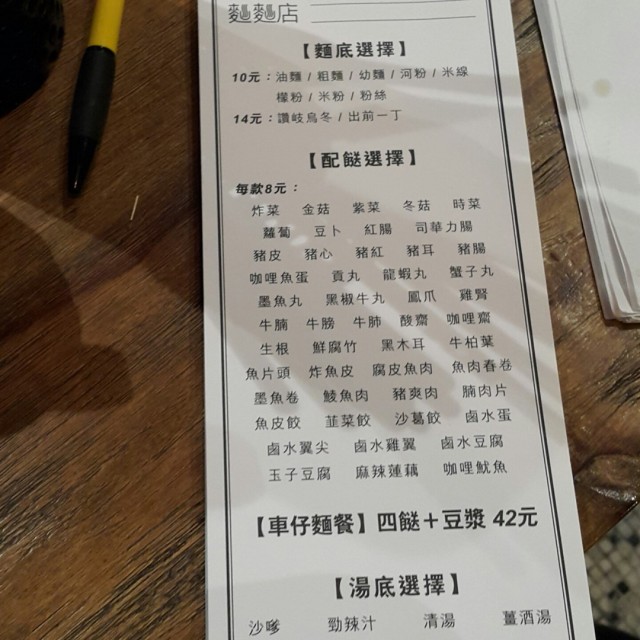 麵麵店
【麵底選擇】
10元：油麵 / 粗麵 / 幼麵 / 河粉 / 米線
檬粉 / 米粉 / 粉絲
14元：讚岐烏冬 / 出前一丁
【配餸選擇】
每款8元：
炸菜 金菇 紫菜 冬菇 時菜
蘿蔔 豆卜 紅腸 司華力腸
豬皮 豬心 豬紅 豬耳 豬腸
咖哩魚蛋 貢丸 龍蝦丸 蟹子丸
墨魚丸 黑椒牛丸 鳳爪 雞腎
牛腩 牛膀 牛肺 酸齋 咖哩齋
生根 鮮腐竹 黑木耳 牛柏葉
魚片頭 炸魚皮 腐皮魚肉 魚肉春卷
墨魚卷 鯪魚肉 豬爽肉 腩肉片
魚皮餃 韮菜餃 沙葛餃 鹵水蛋
鹵水翼尖 鹵水雞翼 鹵水豆腐
玉子豆腐 麻辣蓮藕 咖哩魷魚
【車仔麵餐】四餸＋豆漿 42元
【湯底選擇】
沙嗲 勁辣汁 清湯 薑酒湯